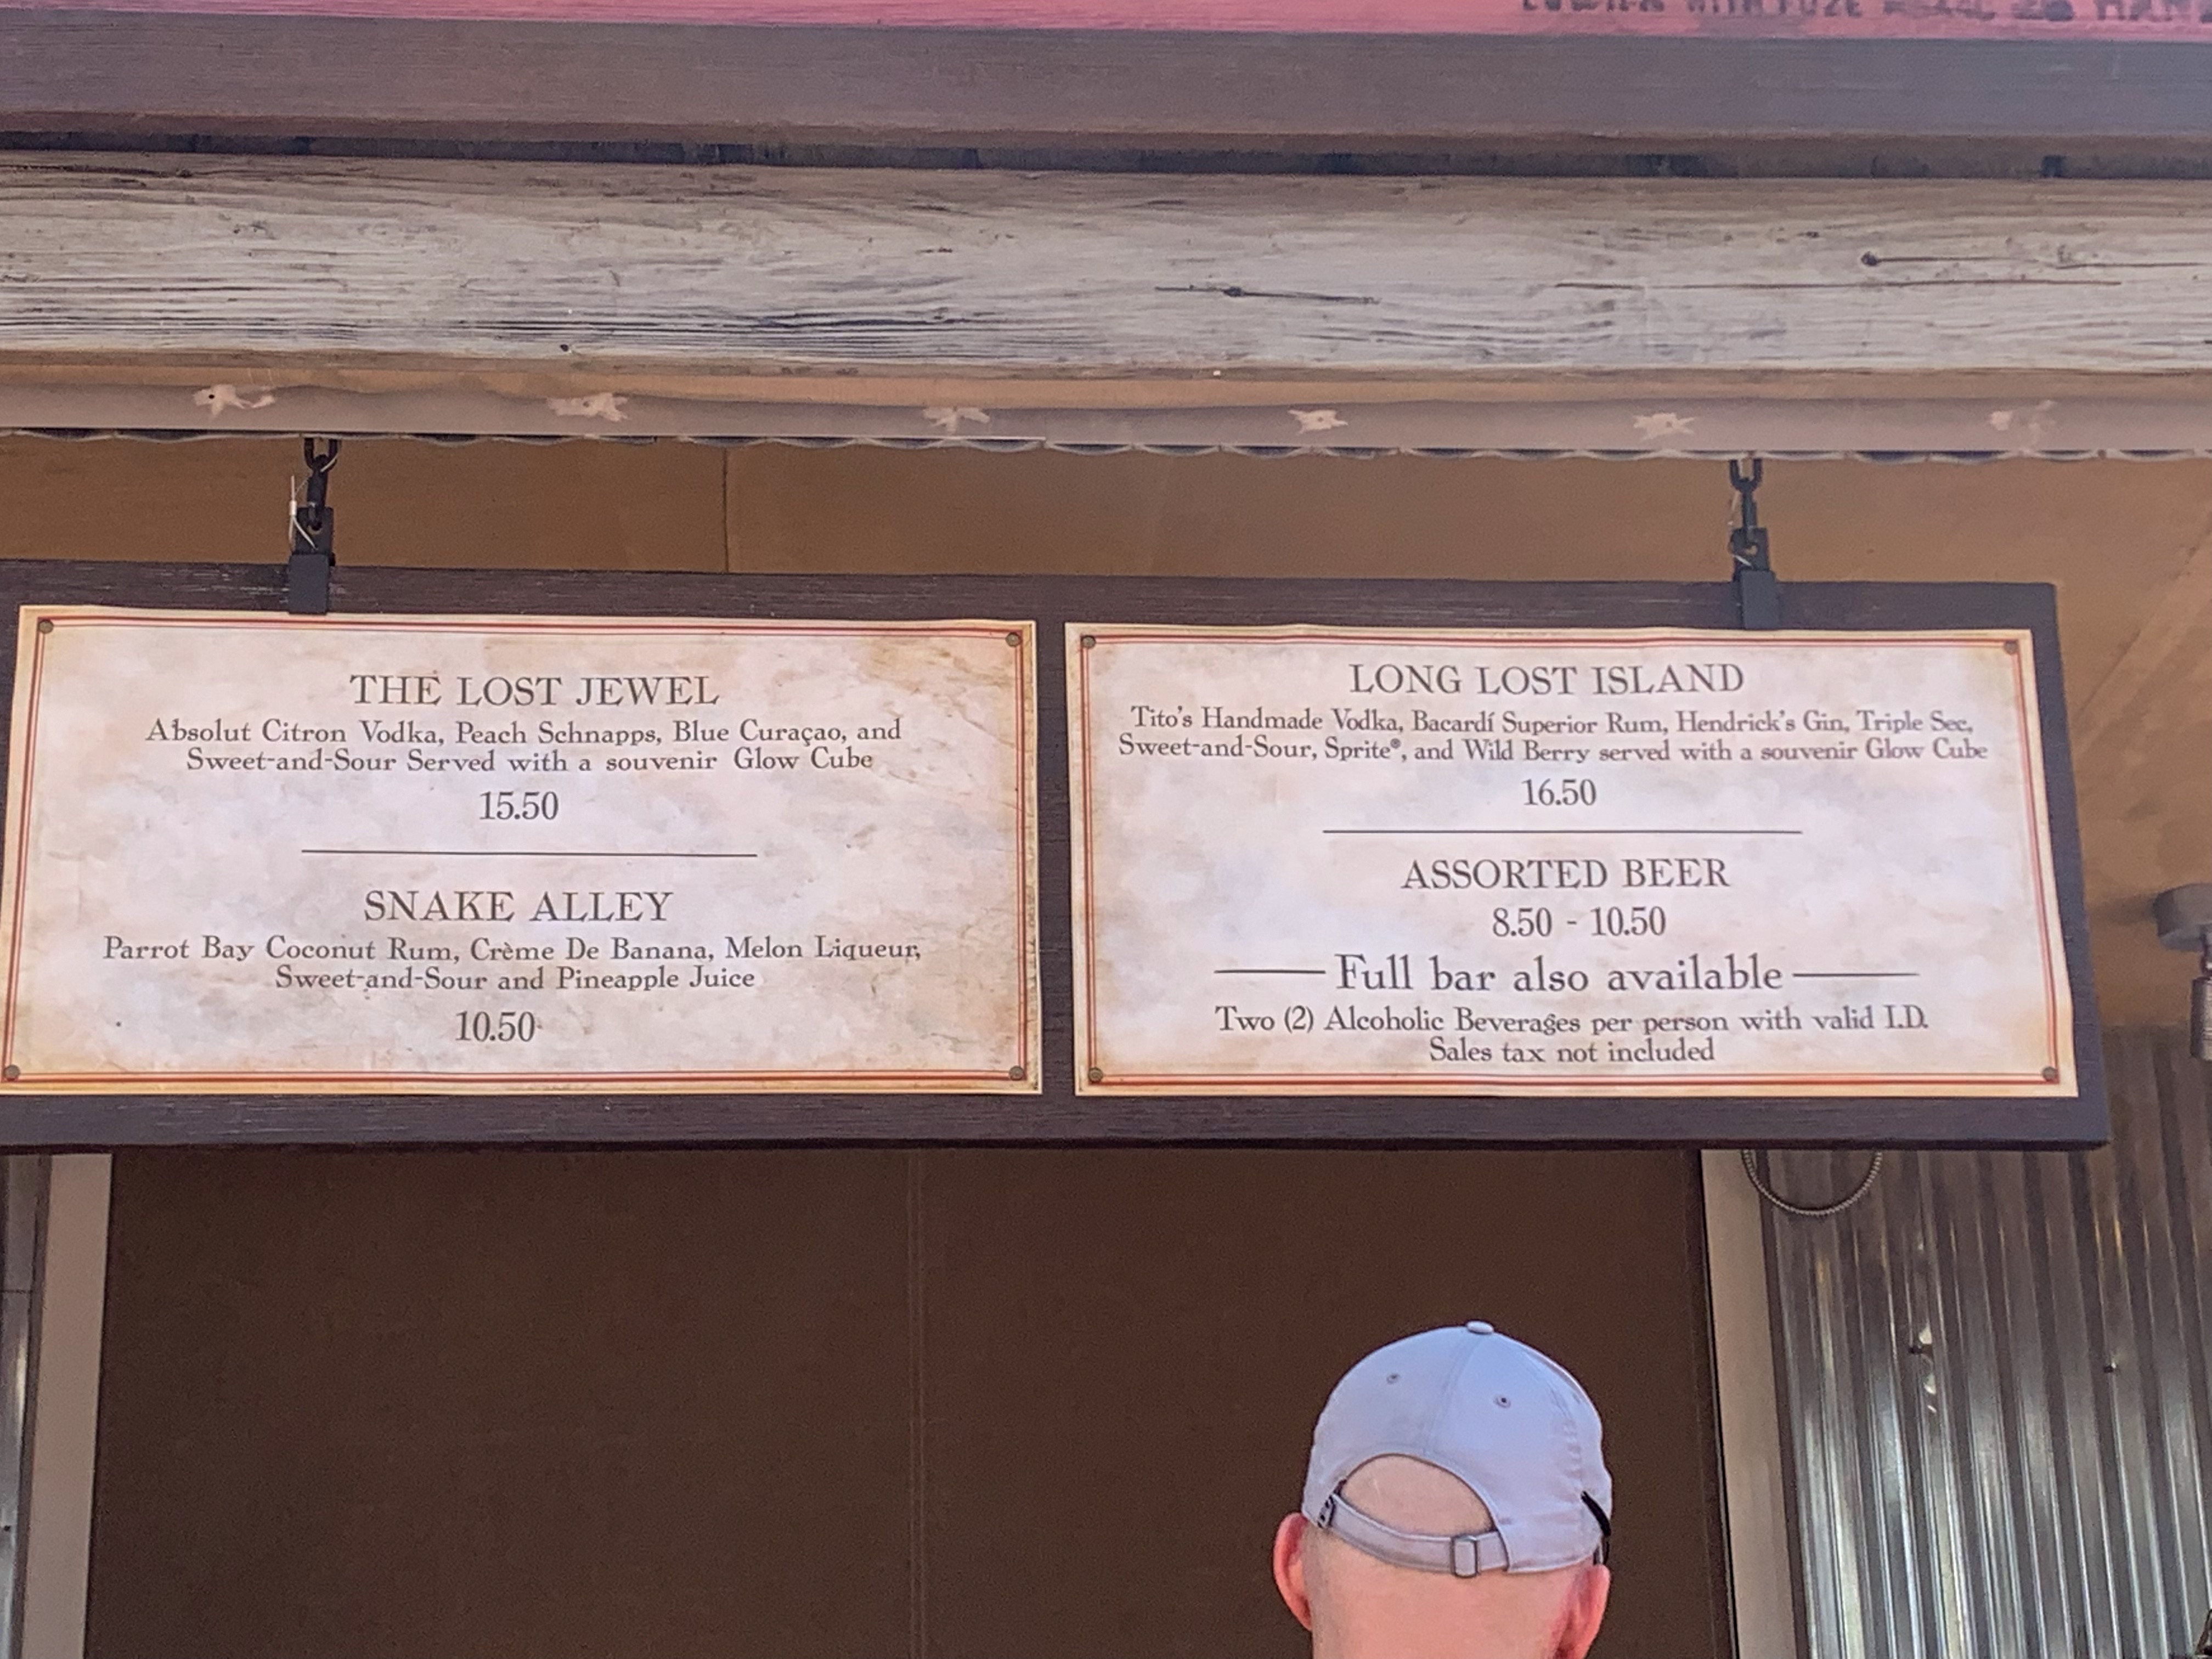 THE LOST JEWEL
Absolut Citron Vodka, Peach Schnapps, Blue Curaçao, and
Sweet-and-Sour Served with a souvenir Glow Cube
15.50
SNAKE ALLEY
Parrot Bay Coconut Rum, Crème De Banana, Melon Liqueur,
Sweet-and-Sour and Pineapple Juice
10.50
LONG LOST ISLAND
Tito's Handmade Vodka, Bacardí Superior Rum, Hendrick's Gin, Triple Sec,
Sweet-and-Sour, Sprite®, and Wild Berry served with a souvenir Glow Cube
16.50
ASSORTED BEER
8.50 - 10.50
Full bar also available
Two (2) Alcoholic Beverages per person with valid I.D.
Sales tax not included